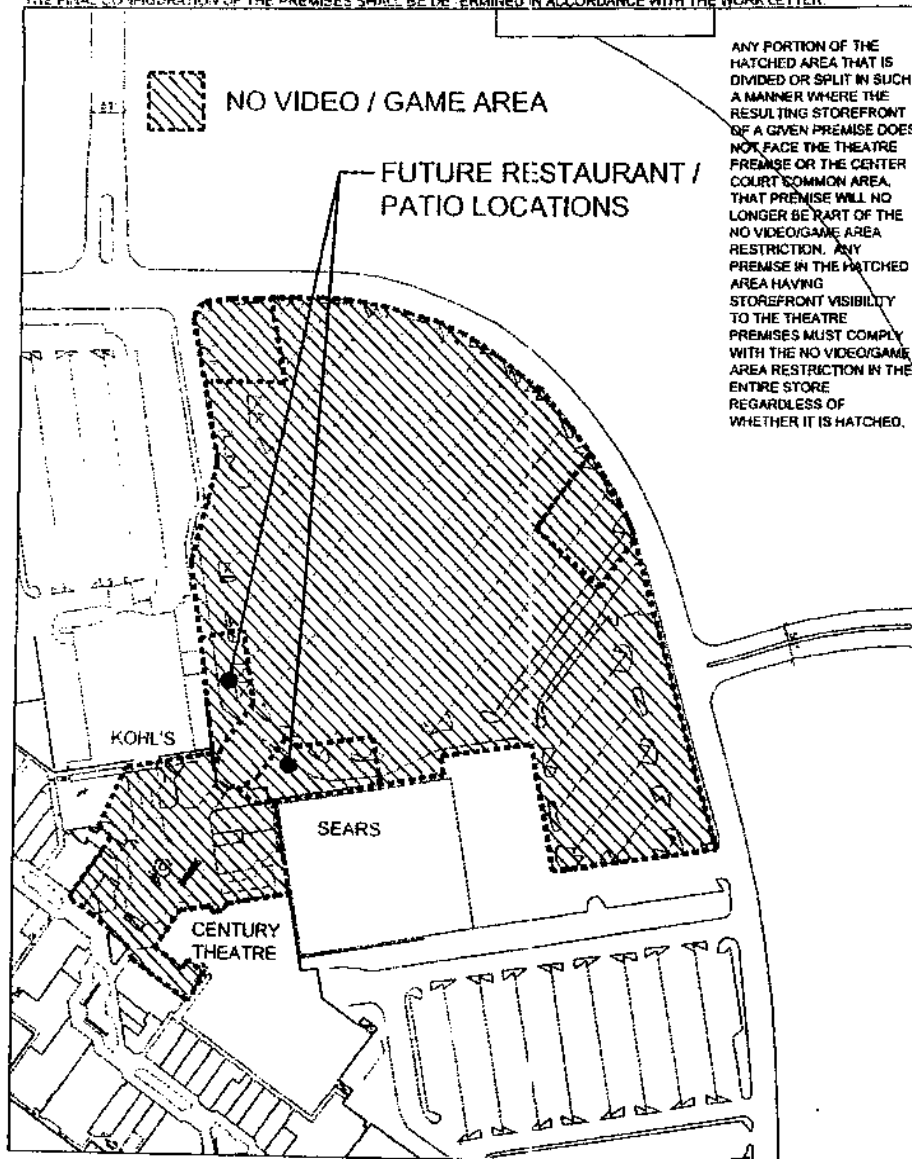 THE FINAL CONFIGURATION OF THE PREMISES SHALL BE DETERMINED IN ACCORDANCE WITH THE WORK LETTER.
NO VIDEO / GAME AREA
FUTURE RESTAURANT /
PATIO LOCATIONS
ANY PORTION OF THE
HATCHED AREA THAT IS
DIVIDED OR SPLIT IN SUCH
A MANNER WHERE THE
RESULTING STOREFRONT
OF A GIVEN PREMISE DOES
NOT FACE THE THEATRE
PREMISE OR THE CENTER
COURT COMMON AREA,
THAT PREMISE WILL NO
LONGER BE PART OF THE
NO VIDEO/GAME AREA
RESTRICTION. ANY
PREMISE IN THE HATCHED
AREA HAVING
STOREFRONT VISIBILITY
TO THE THEATRE
PREMISES MUST COMPLY
WITH THE NO VIDEO/GAME
AREA RESTRICTION IN THE
ENTIRE STORE
REGARDLESS OF
WHETHER IT IS HATCHED.
KOHL'S
SEARS
CENTURY
THEATRE